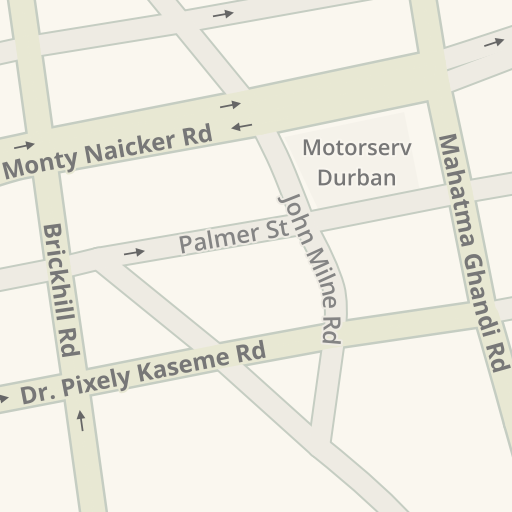 Monty Naicker Rd
Motorserv
Durban
Mahatma Ghandi Rd
John Milne Rd
Palmer St
Brickhill Rd
Dr. Pixely Kaseme Rd